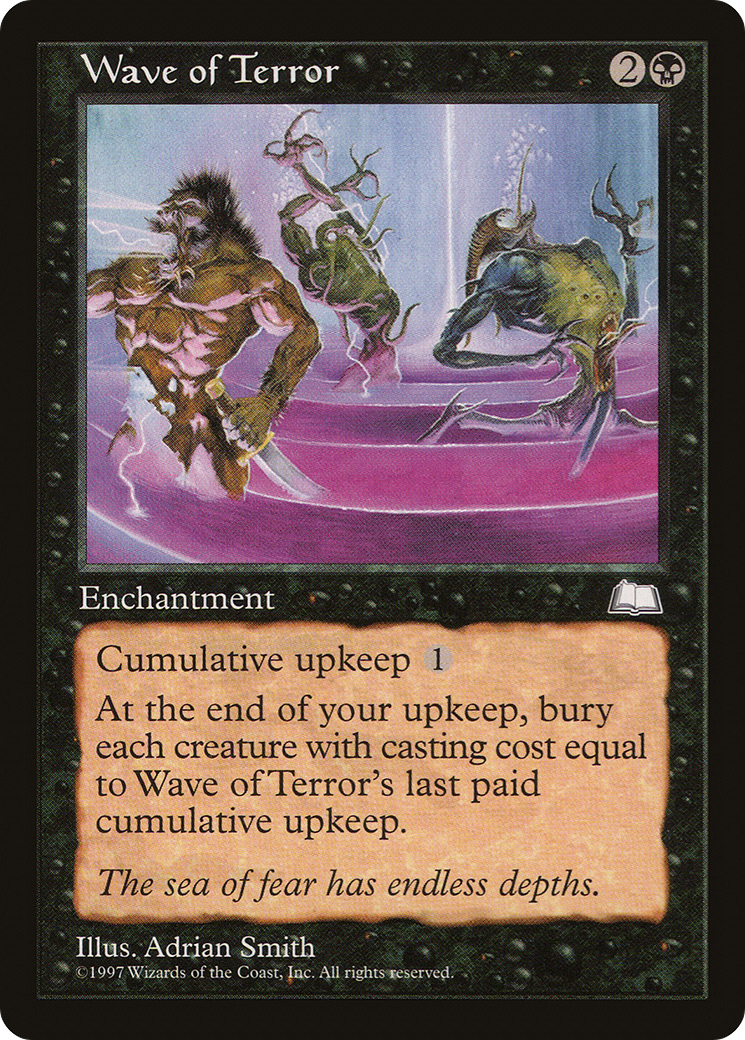 Wave of Terror 2
Enchantment
Cumulative upkeep 1
At the end of your upkeep, bury
each creature with casting cost equal
to Wave of Terror's last paid
cumulative upkeep.
The sea of fear has endless depths.
Illus. Adrian Smith
©1997 Wizards of the Coast, Inc. All rights reserved.